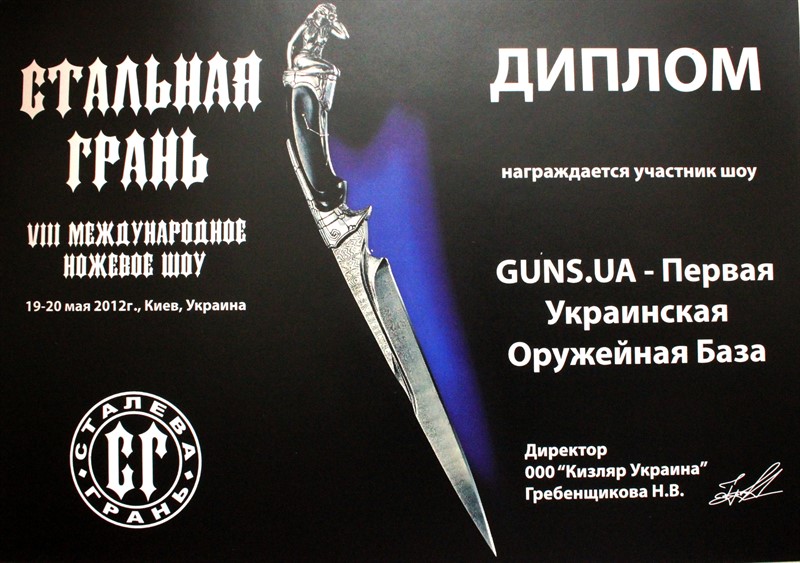 СТАЛЬНАЯ
ГРАНЬ
VIII МЕЖДУНАРОДНОЕ
НОЖЕВОЕ ШОУ
19-20 мая 2012г., Киев, Украина
СТАЛЕВА
СГ
ГРАНЬ
ДИПЛОМ
награждается участник шоу
GUNS.UA - Первая
Украинская
Оружейная База
Директор
ООО "Кизляр Украина"
Гребенщикова Н.В.